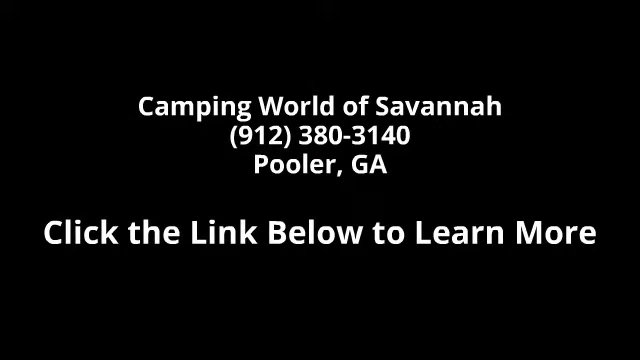 Camping World of Savannah
(912) 380-3140
Pooler, GA
Click the Link Below to Learn More